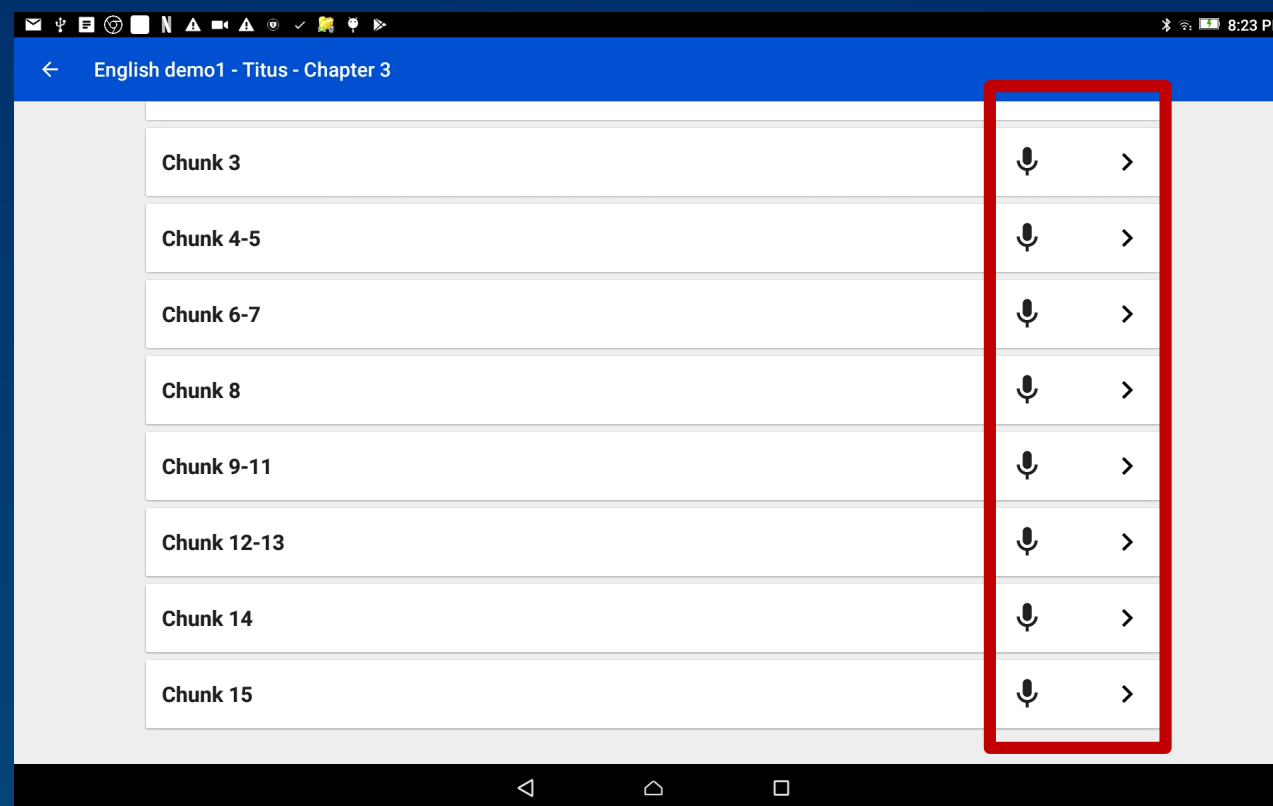 8:23 P
English demo1 - Titus - Chapter 3
Chunk 3
Chunk 4-5
Chunk 6-7
Chunk 8
Chunk 9-11
Chunk 12-13
Chunk 14
Chunk 15